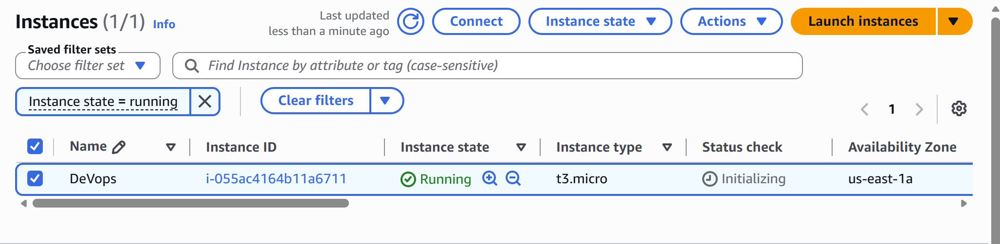 Instances (1/1) Info
Last updated
less than a minute ago
Connect
Instance state
Actions
Launch instances
Saved filter sets
Choose filter set
Find Instance by attribute or tag (case-sensitive)
Instance state = running
Clear filters
1
Name Instance ID Instance state Instance type Status check Availability Zone
DeVops i-055ac4164b11a6711 Running t3.micro Initializing us-east-1a